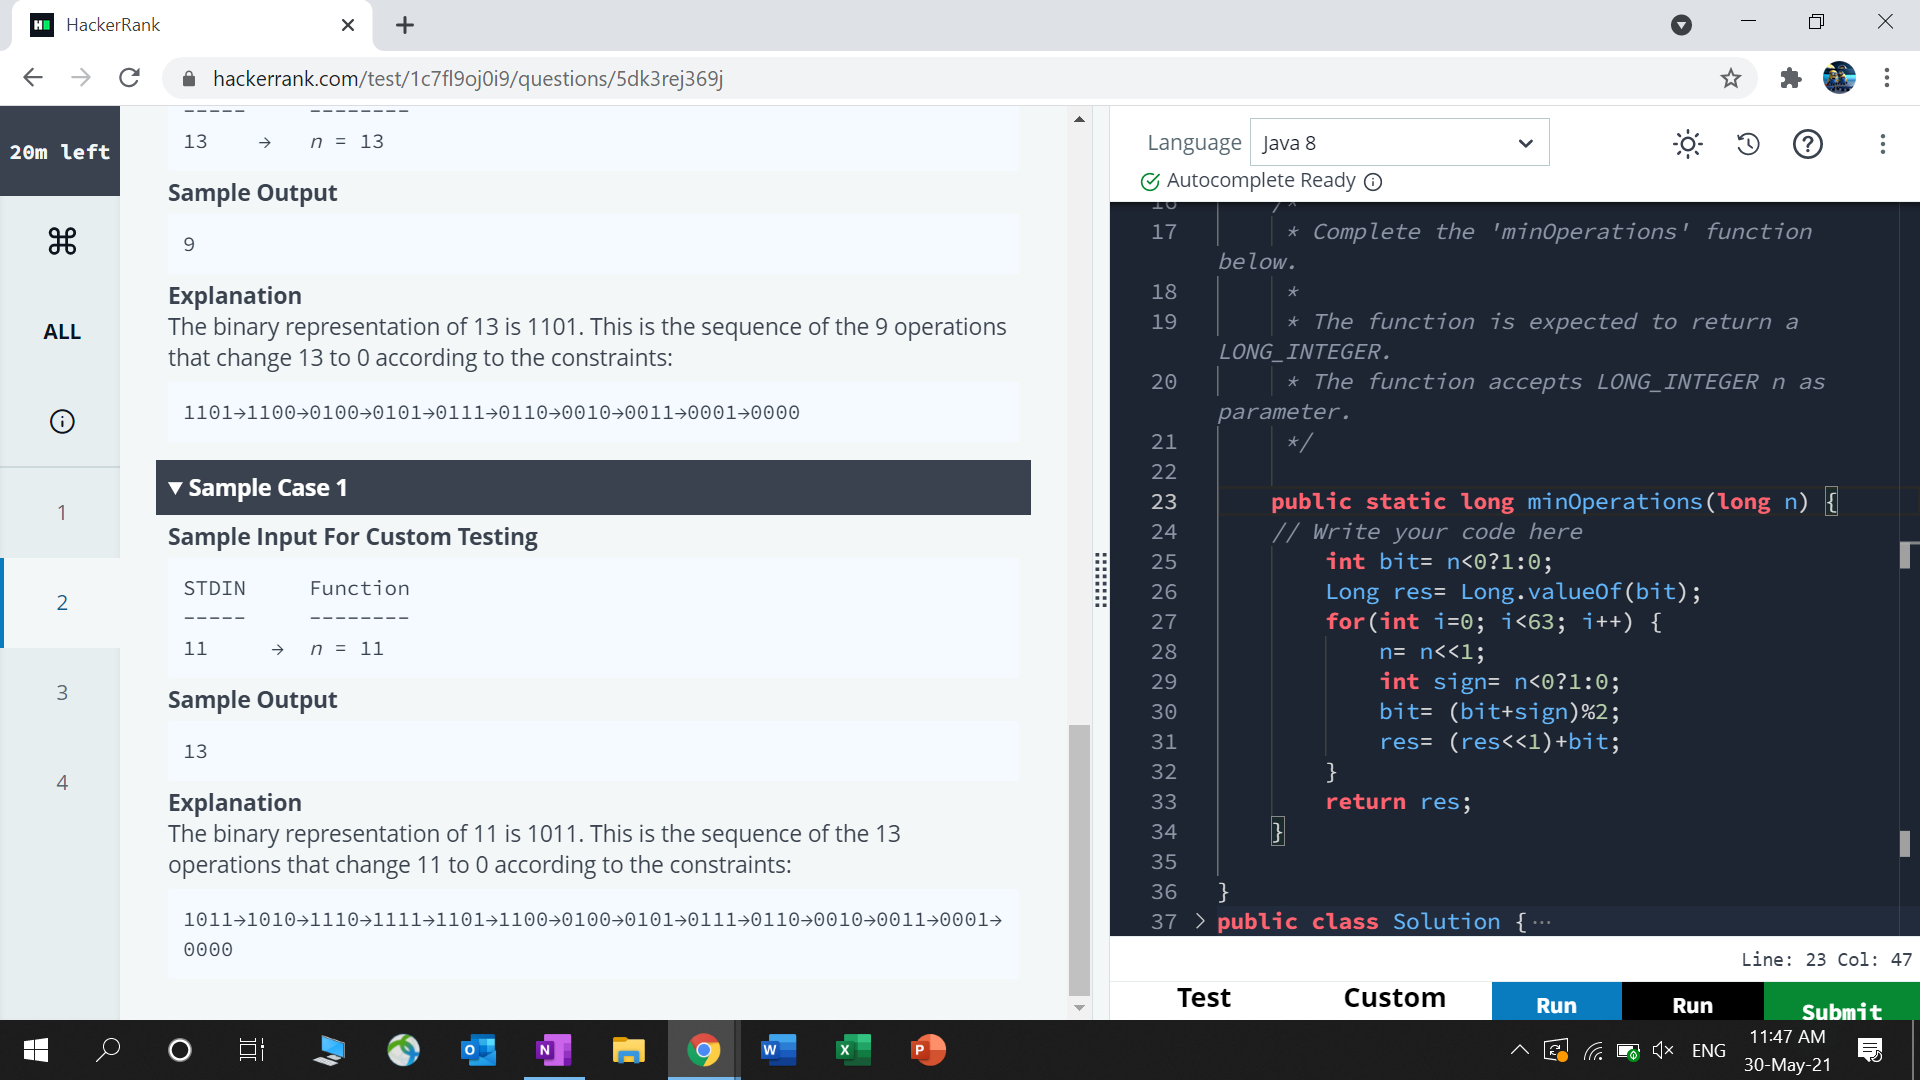 HackerRank
hackerrank.com/test/1c7fl9oj0i9/questions/5dk3rej369j
20m left
ALL
1
2
3
4
----- --------
13 → n = 13
Sample Output
9
Explanation
The binary representation of 13 is 1101. This is the sequence of the 9 operations
that change 13 to 0 according to the constraints:
1101→1100→0100→0101→0111→0110→0010→0011→0001→0000
▼ Sample Case 1
Sample Input For Custom Testing
STDIN Function
----- --------
11 → n = 11
Sample Output
13
Explanation
The binary representation of 11 is 1011. This is the sequence of the 13
operations that change 11 to 0 according to the constraints:
1011→1010→1110→1111→1101→1100→0100→0101→0111→0110→0010→0011→0001→
0000
Language Java 8
Autocomplete Ready
16 /*
17 * Complete the 'minOperations' function
below.
18 *
19 * The function is expected to return a
LONG_INTEGER.
20 * The function accepts LONG_INTEGER n as
parameter.
21 */
22
23 public static long minOperations(long n) {
24 // Write your code here
25 int bit= n<0?1:0;
26 Long res= Long.valueOf(bit);
27 for(int i=0; i<63; i++) {
28 n= n<<1;
29 int sign= n<0?1:0;
30 bit= (bit+sign)%2;
31 res= (res<<1)+bit;
32 }
33 return res;
34 }
35
36 }
37 > public class Solution {···
Line: 23 Col: 47
Test Custom Run Run Submit
ENG 11:47 AM
30-May-21